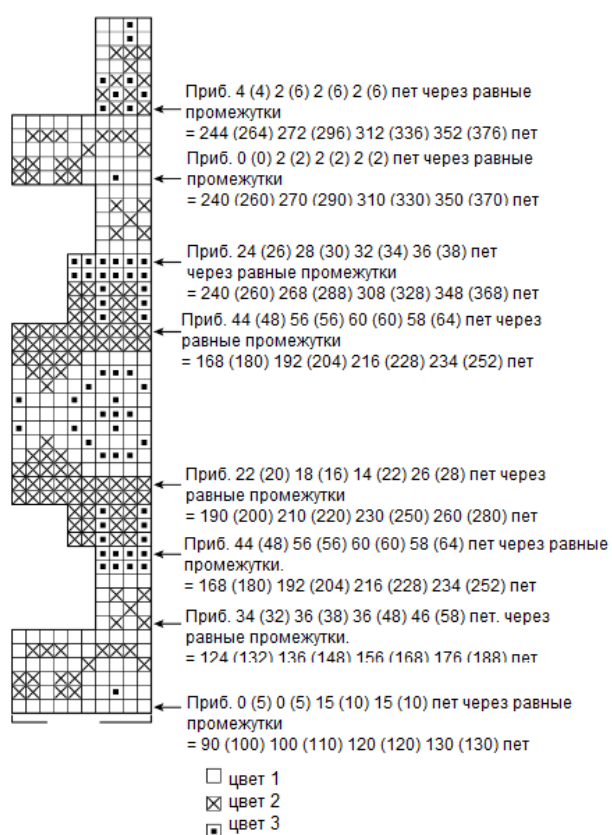 Приб. 4 (4) 2 (6) 2 (6) 2 (6) пет через равные
промежутки
= 244 (264) 272 (296) 312 (336) 352 (376) пет
Приб. 0 (0) 2 (2) 2 (2) 2 (2) пет через равные
промежутки
= 240 (260) 270 (290) 310 (330) 350 (370) пет
Приб. 24 (26) 28 (30) 32 (34) 36 (38) пет
через равные промежутки
= 240 (260) 268 (288) 308 (328) 348 (368) пет
Приб. 44 (48) 56 (56) 60 (60) 58 (64) пет через
равные промежутки
= 168 (180) 192 (204) 216 (228) 234 (252) пет
Приб. 22 (20) 18 (16) 14 (22) 26 (28) пет через
равные промежутки
= 190 (200) 210 (220) 230 (250) 260 (280) пет
Приб. 44 (48) 56 (56) 60 (60) 58 (64) пет через равные
промежутки.
= 168 (180) 192 (204) 216 (228) 234 (252) пет
Приб. 34 (32) 36 (38) 36 (48) 46 (58) пет. через
равные промежутки.
= 124 (132) 136 (148) 156 (168) 176 (188) пет
Приб. 0 (5) 0 (5) 15 (10) 15 (10) пет через равные
промежутки
= 90 (100) 100 (110) 120 (120) 130 (130) пет
цвет 1
цвет 2
цвет 3